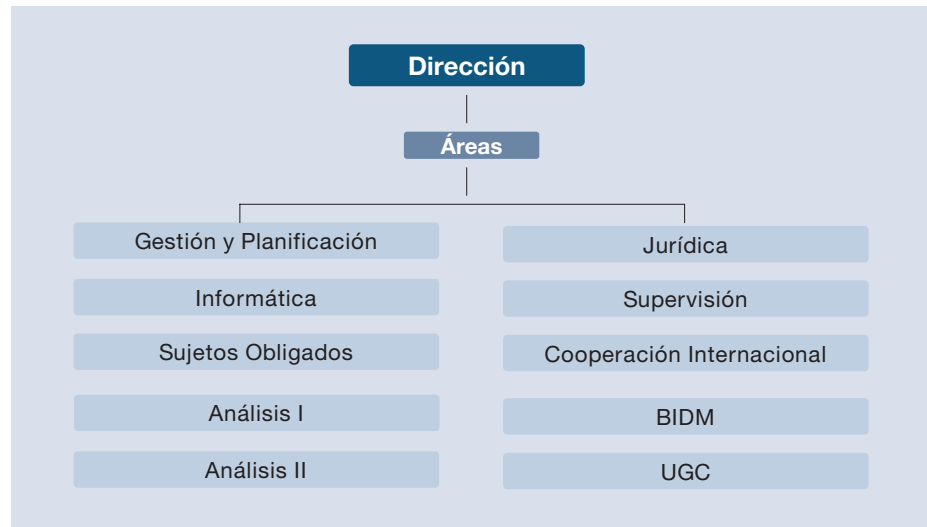 Dirección
Áreas
Gestión y Planificación
Informática
Sujetos Obligados
Análisis I
Análisis II
Jurídica
Supervisión
Cooperación Internacional
BIDM
UGC